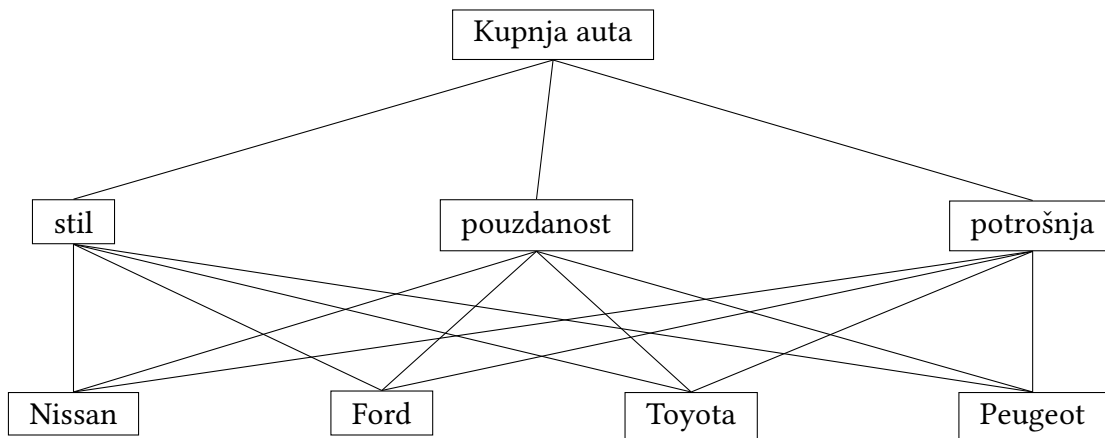 Kupnja auta
stil
pouzdanost
potrošnja
Nissan
Ford
Toyota
Peugeot